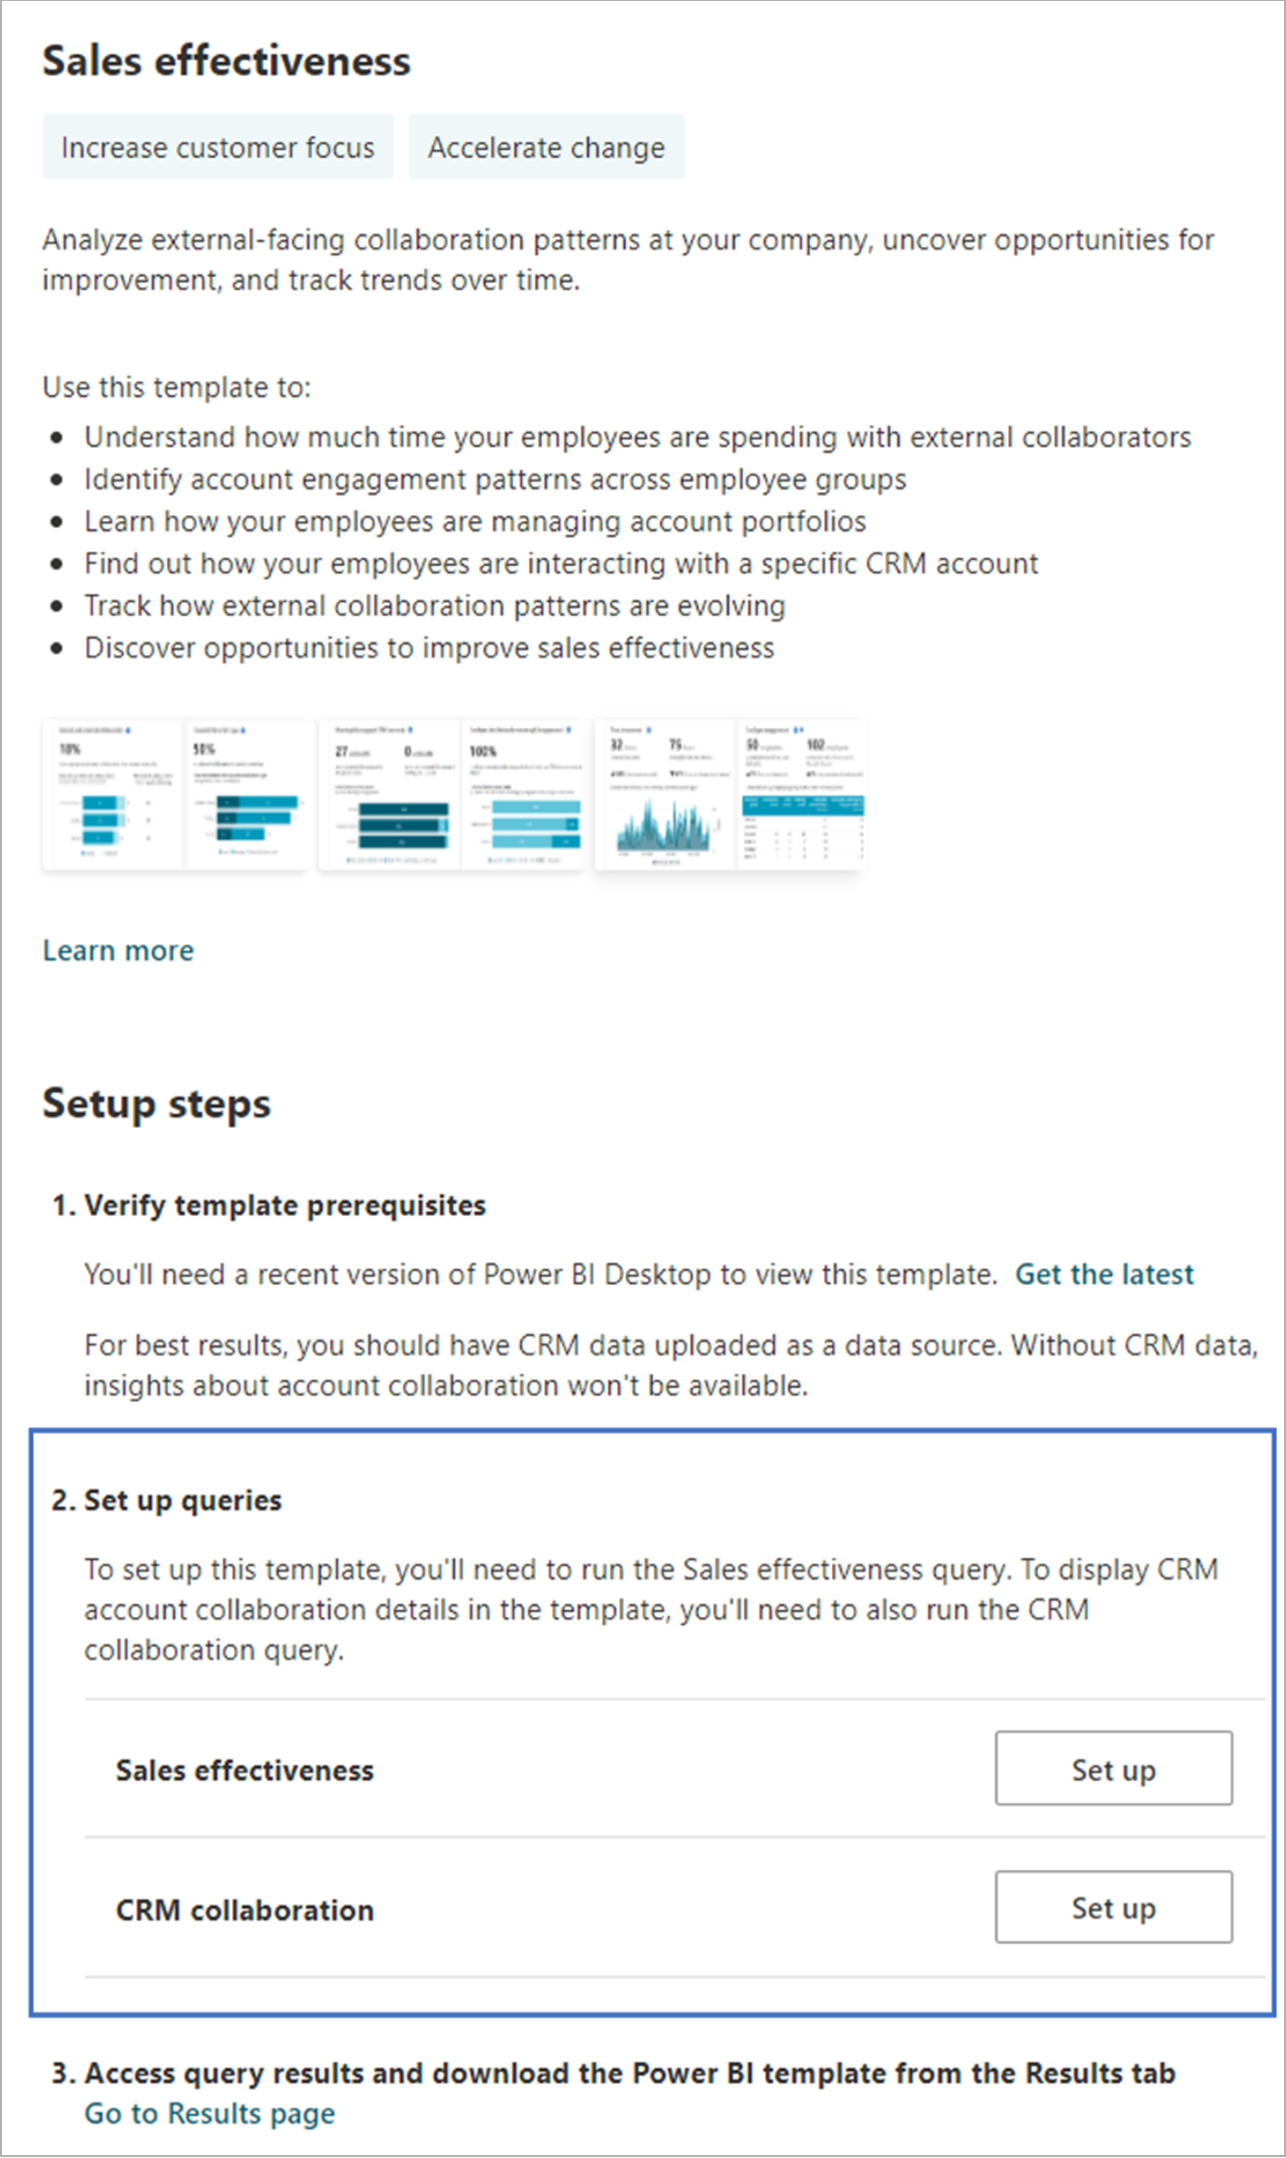 Sales effectiveness
Increase customer focus
Accelerate change
Analyze external-facing collaboration patterns at your company, uncover opportunities for
improvement, and track trends over time.
Use this template to:
• Understand how much time your employees are spending with external collaborators
• Identify account engagement patterns across employee groups
• Learn how your employees are managing account portfolios
• Find out how your employees are interacting with a specific CRM account
• Track how external collaboration patterns are evolving
• Discover opportunities to improve sales effectiveness
18% 58% 27 0 100% 32 75 50 102
Learn more
Setup steps
1. Verify template prerequisites
You'll need a recent version of Power BI Desktop to view this template. Get the latest
For best results, you should have CRM data uploaded as a data source. Without CRM data,
insights about account collaboration won't be available.
2. Set up queries
To set up this template, you'll need to run the Sales effectiveness query. To display CRM
account collaboration details in the template, you'll need to also run the CRM
collaboration query.
Sales effectiveness Set up
CRM collaboration Set up
3. Access query results and download the Power BI template from the Results tab
Go to Results page